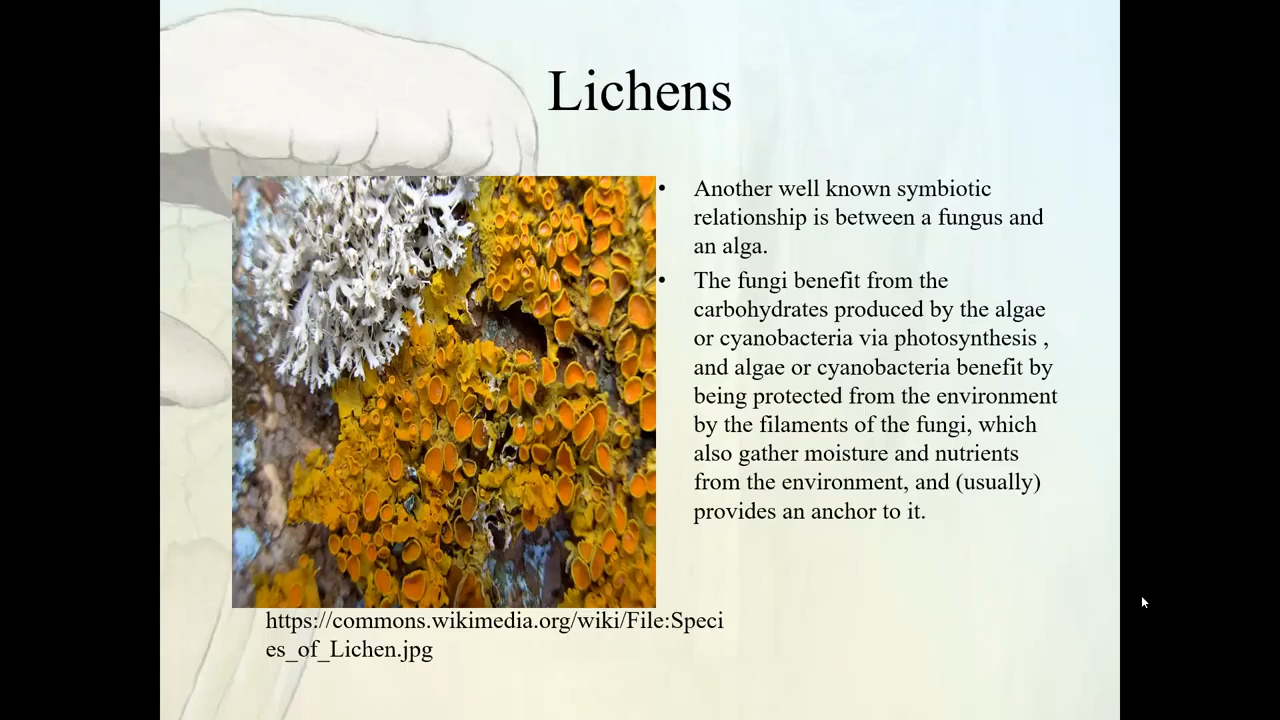 Lichens
• Another well known symbiotic
relationship is between a fungus and
an alga.
• The fungi benefit from the
carbohydrates produced by the algae
or cyanobacteria via photosynthesis ,
and algae or cyanobacteria benefit by
being protected from the environment
by the filaments of the fungi, which
also gather moisture and nutrients
from the environment, and (usually)
provides an anchor to it.
https://commons.wikimedia.org/wiki/File:Speci
es_of_Lichen.jpg